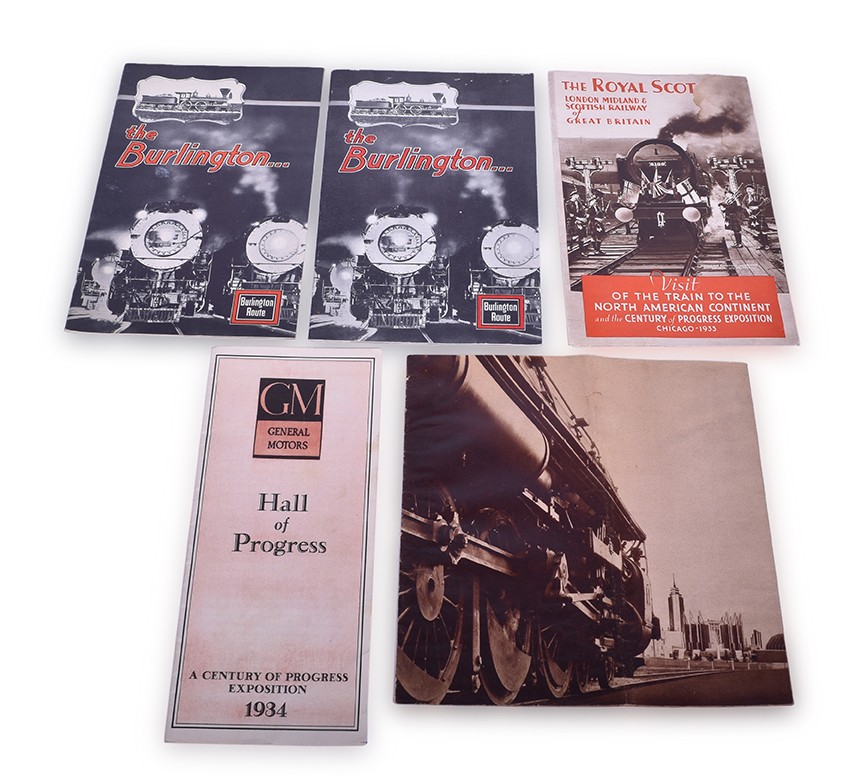 the
Burlington...
Burlington
Route
the
Burlington...
Burlington
Route
THE ROYAL SCOT
LONDON MIDLAND &
SCOTTISH RAILWAY
of
GREAT BRITAIN
Visit
OF THE TRAIN TO THE
NORTH AMERICAN CONTINENT
and the CENTURY of PROGRESS EXPOSITION
CHICAGO-1933
GM
GENERAL
MOTORS
Hall
of
Progress
A CENTURY OF PROGRESS
EXPOSITION
1934